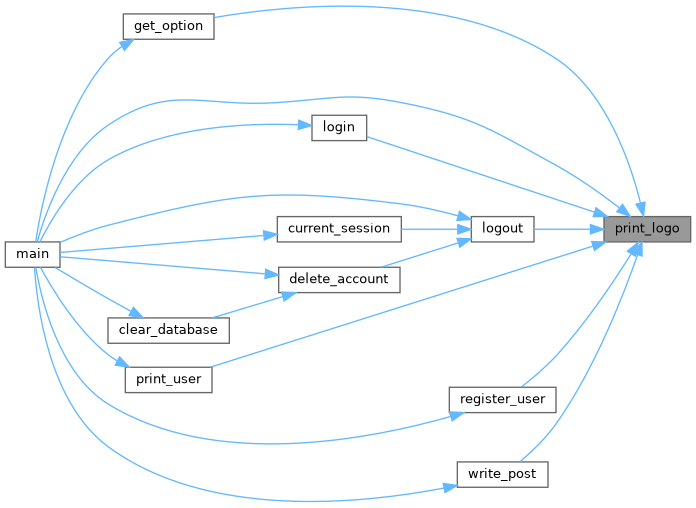 get_option
login
print_logo
current_session
logout
main
delete_account
clear_database
print_user
register_user
write_post